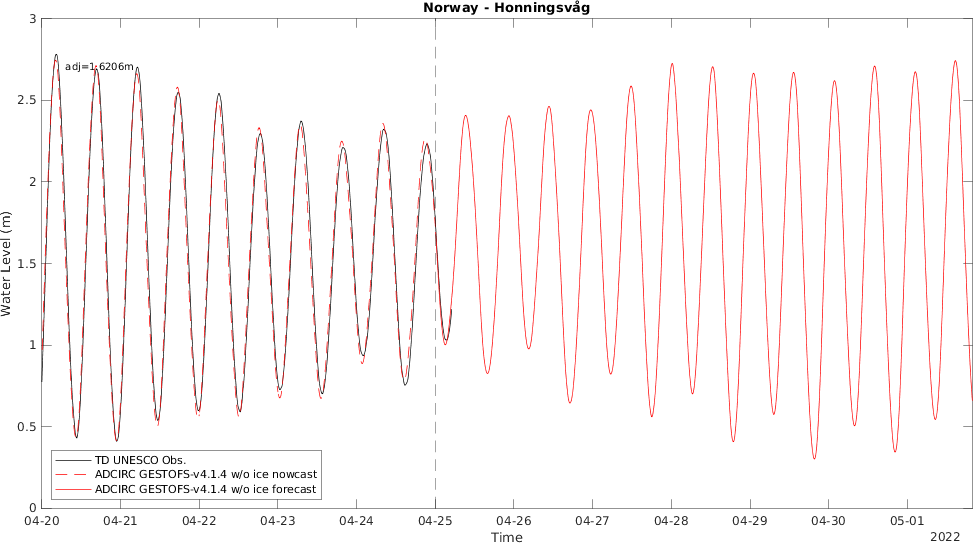 Norway - Honningsvåg
3
adj=1.6206m
2.5
2
1.5
1
0.5
0
Water Level (m)
TD UNESCO Obs.
ADCIRC GESTOFS-v4.1.4 w/o ice nowcast
ADCIRC GESTOFS-v4.1.4 w/o ice forecast
04-20 04-21 04-22 04-23 04-24 04-25 04-26 04-27 04-28 04-29 04-30 05-01
Time
2022